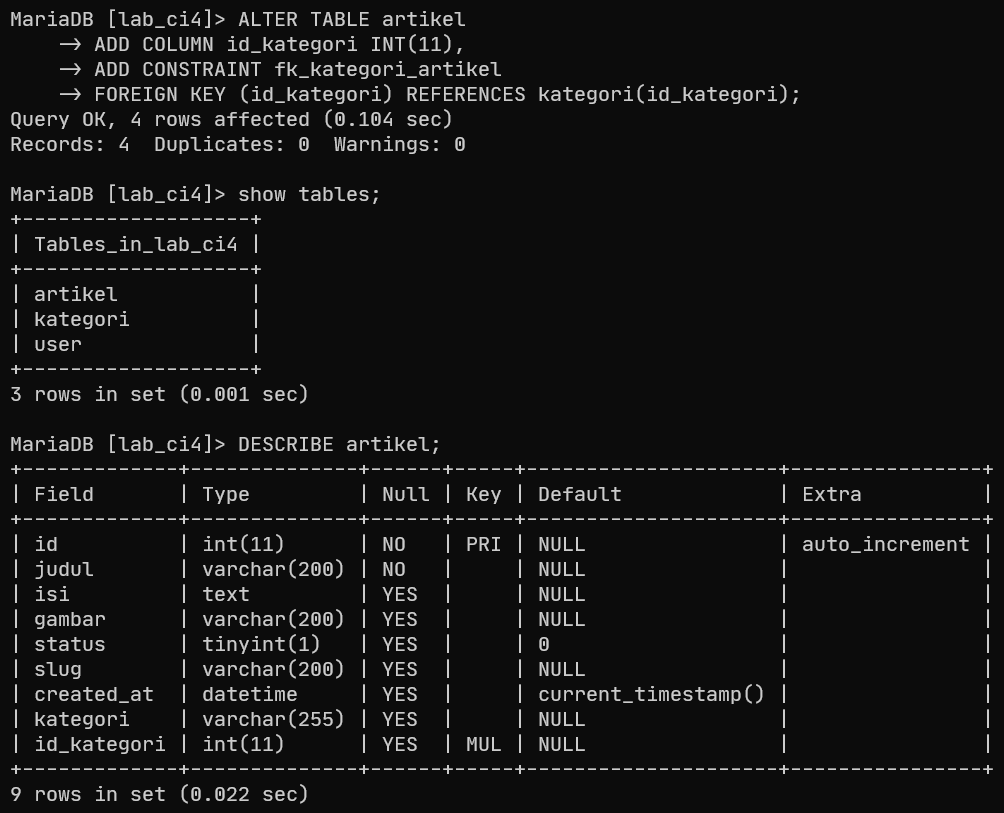 MariaDB [lab_ci4]> ALTER TABLE artikel
    -> ADD COLUMN id_kategori INT(11),
    -> ADD CONSTRAINT fk_kategori_artikel
    -> FOREIGN KEY (id_kategori) REFERENCES kategori(id_kategori);
Query OK, 4 rows affected (0.104 sec)
Records: 4  Duplicates: 0  Warnings: 0

MariaDB [lab_ci4]> show tables;
+-------------------+
| Tables_in_lab_ci4 |
+-------------------+
| artikel           |
| kategori          |
| user              |
+-------------------+
3 rows in set (0.001 sec)

MariaDB [lab_ci4]> DESCRIBE artikel;
+-------------+--------------+------+-----+---------------------+----------------+
| Field       | Type         | Null | Key | Default             | Extra          |
+-------------+--------------+------+-----+---------------------+----------------+
| id          | int(11)      | NO   | PRI | NULL                | auto_increment |
| judul       | varchar(200) | NO   |     | NULL                |                |
| isi         | text         | YES  |     | NULL                |                |
| gambar      | varchar(200) | YES  |     | NULL                |                |
| status      | tinyint(1)   | YES  |     | 0                   |                |
| slug        | varchar(200) | YES  |     | NULL                |                |
| created_at  | datetime     | YES  |     | current_timestamp() |                |
| kategori    | varchar(255) | YES  |     | NULL                |                |
| id_kategori | int(11)      | YES  | MUL | NULL                |                |
+-------------+--------------+------+-----+---------------------+----------------+
9 rows in set (0.022 sec)